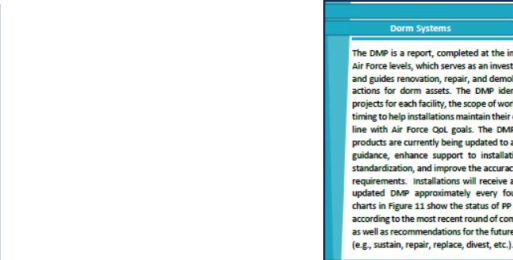 Dorm Systems
The DMP is a report, completed at the in
Air Force levels, which serves as an invest
and guides renovation, repair, and demol
actions for dorm assets. The DMP iden
projects for each facility, the scope of wor
timing to help installations maintain their
line with Air Force QoL goals. The DMP
products are currently being updated to a
guidance, enhance support to installati
standardization, and improve the accurac
requirements. Installations will receive a
updated DMP approximately every fou
charts in Figure 11 show the status of PP
according to the most recent round of com
as well as recommendations for the future
(e.g., sustain, repair, replace, divest, etc.).